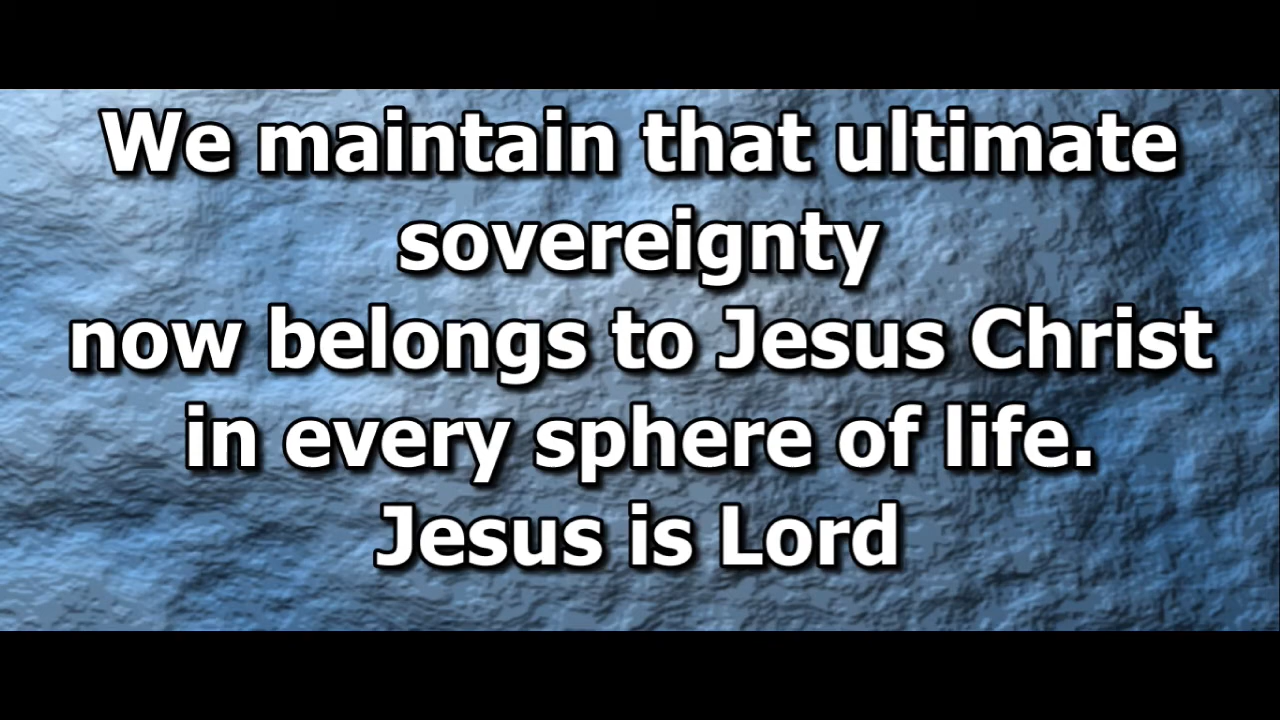 We maintain that ultimate
sovereignty
now belongs to Jesus Christ
in every sphere of life.
Jesus is Lord